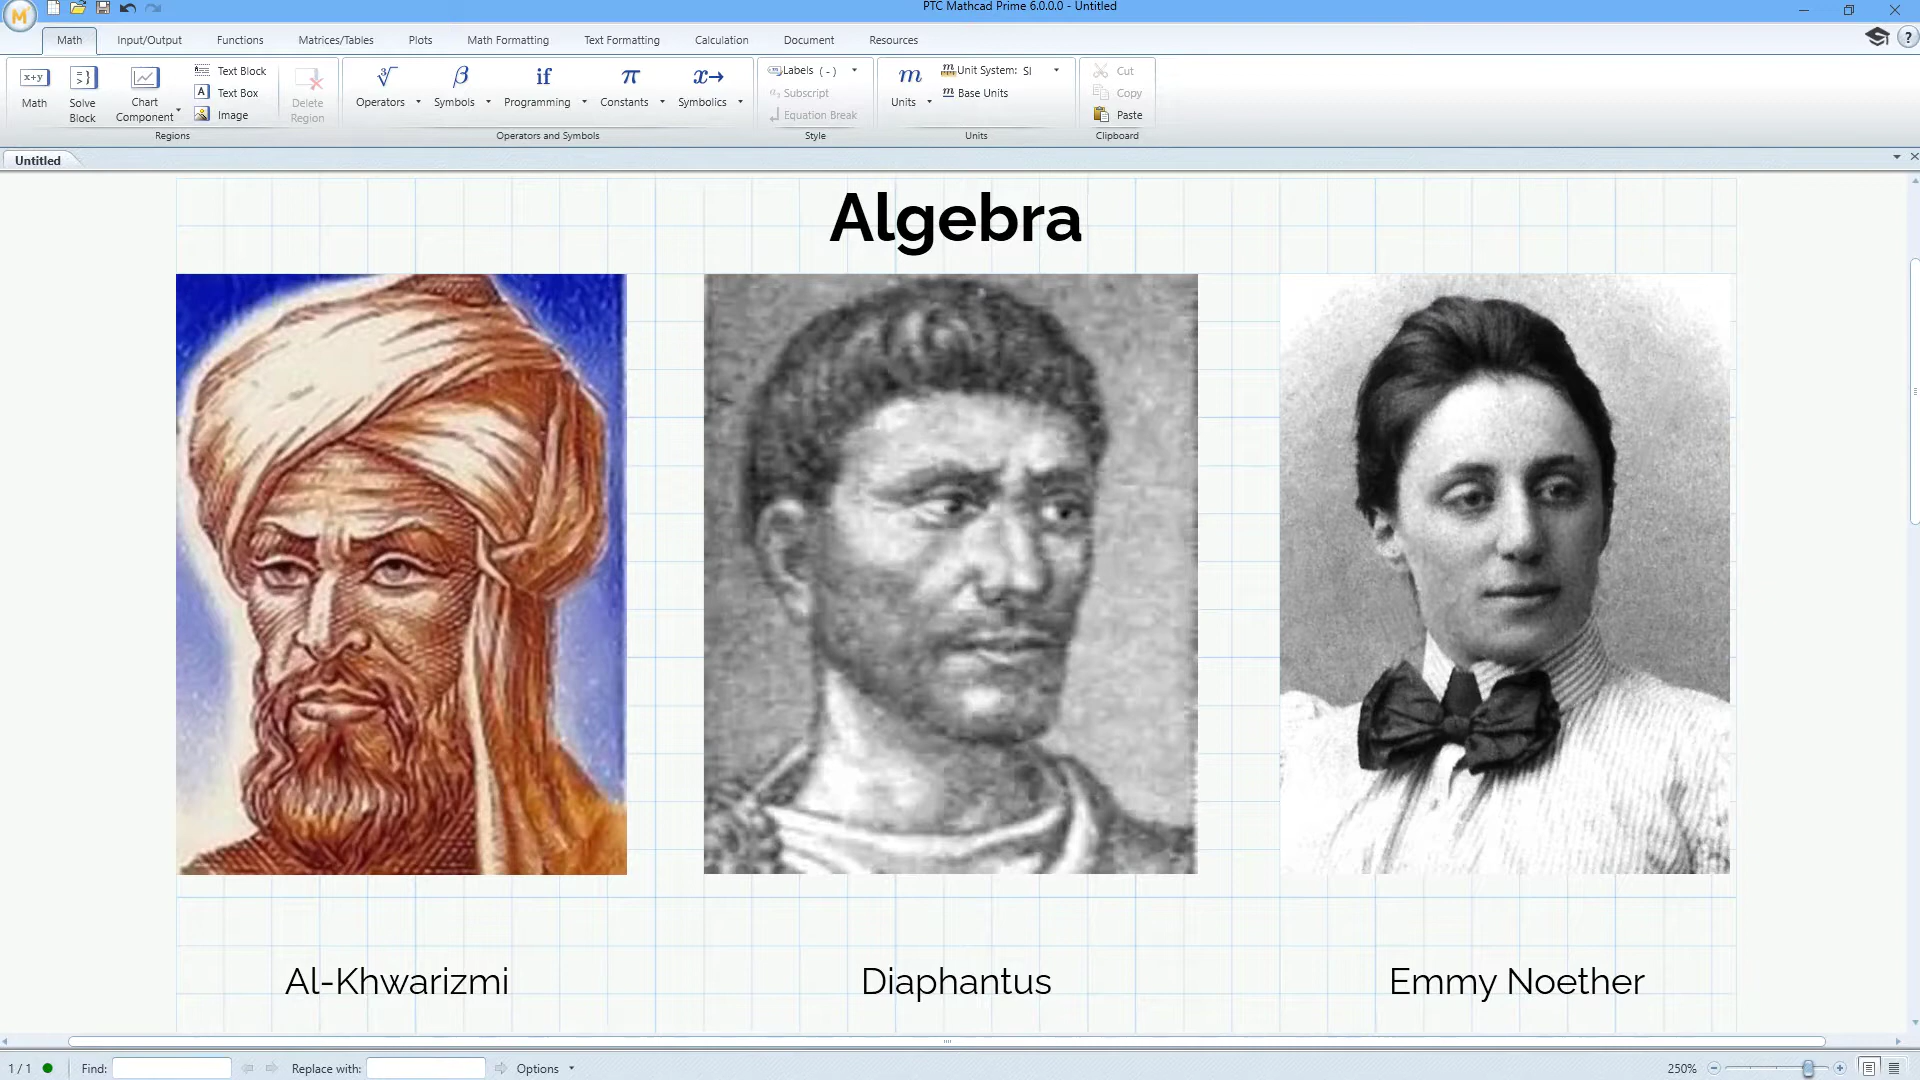 PTC Mathcad Prime 6.0.0.0 - Untitled
Math Input/Output Functions Matrices/Tables Plots Math Formatting Text Formatting Calculation Document Resources
Math
Solve Block
Chart Component
Text Block
Text Box
Image
Delete Region
Regions
Operators
Symbols
if
Programming
Constants
Symbolics
Operators and Symbols
Labels ( - )
Subscript
Equation Break
Style
Units
Unit System: SI
Base Units
Units
Cut
Copy
Paste
Clipboard
Untitled
Algebra
Al-Khwarizmi
Diaphantus
Emmy Noether
1 / 1 Find: Replace with: Options 250%